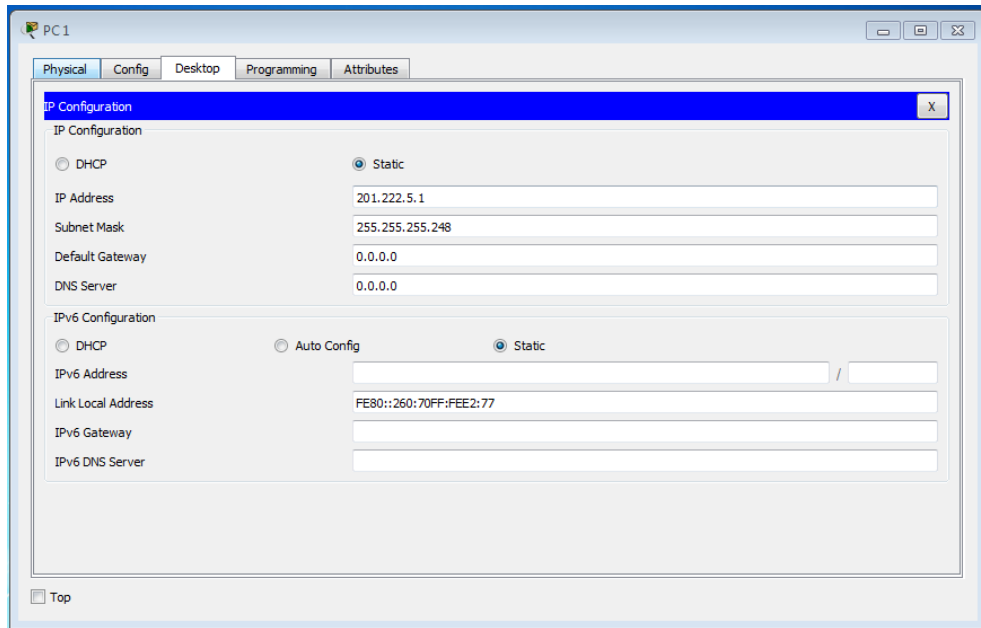 PC1
Physical Config Desktop Programming Attributes
IP Configuration X
IP Configuration
DHCP Static
IP Address 201.222.5.1
Subnet Mask 255.255.255.248
Default Gateway 0.0.0.0
DNS Server 0.0.0.0
IPv6 Configuration
DHCP Auto Config Static
IPv6 Address /
Link Local Address FE80::260:70FF:FEE2:77
IPv6 Gateway
IPv6 DNS Server
Top